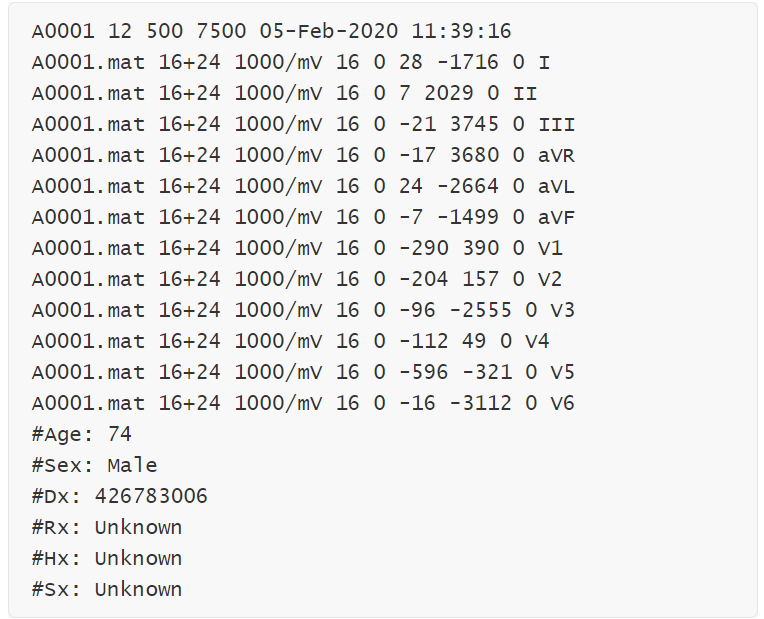 A0001 12 500 7500 05-Feb-2020 11:39:16
A0001.mat 16+24 1000/mV 16 0 28 -1716 0 I
A0001.mat 16+24 1000/mV 16 0 7 2029 0 II
A0001.mat 16+24 1000/mV 16 0 -21 3745 0 III
A0001.mat 16+24 1000/mV 16 0 -17 3680 0 aVR
A0001.mat 16+24 1000/mV 16 0 24 -2664 0 aVL
A0001.mat 16+24 1000/mV 16 0 -7 -1499 0 aVF
A0001.mat 16+24 1000/mV 16 0 -290 390 0 V1
A0001.mat 16+24 1000/mV 16 0 -204 157 0 V2
A0001.mat 16+24 1000/mV 16 0 -96 -2555 0 V3
A0001.mat 16+24 1000/mV 16 0 -112 49 0 V4
A0001.mat 16+24 1000/mV 16 0 -596 -321 0 V5
A0001.mat 16+24 1000/mV 16 0 -16 -3112 0 V6
#Age: 74
#Sex: Male
#Dx: 426783006
#Rx: Unknown
#Hx: Unknown
#Sx: Unknown